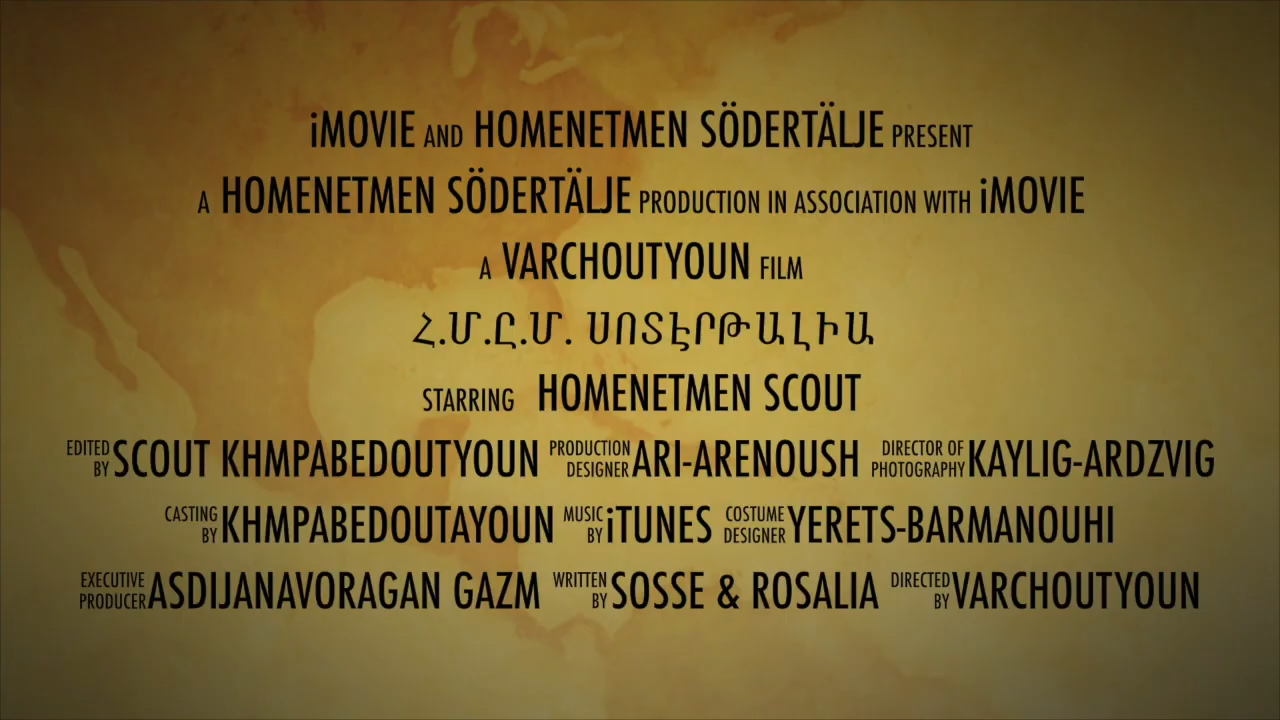 iMOVIE AND HOMENETMEN SÖDERTÄLJE PRESENT
A HOMENETMEN SÖDERTÄLJE PRODUCTION IN ASSOCIATION WITH iMOVIE
A VARCHOUTYOUN FILM
Հ.Մ.Ը.Մ. ՍՈՏԷՐԹԱԼԻԱ
STARRING HOMENETMEN SCOUT
EDITED BY SCOUT KHMPABEDOUTYOUN PRODUCTION DESIGNER ARI-ARENOUSH DIRECTOR OF PHOTOGRAPHY KAYLIG-ARDZVIG
CASTING BY KHMPABEDOUTAYOUN MUSIC BY iTUNES COSTUME DESIGNER YERETS-BARMANOUHI
EXECUTIVE PRODUCER ASDIJANAVORAGAN GAZM WRITTEN BY SOSSE & ROSALIA DIRECTED BY VARCHOUTYOUN